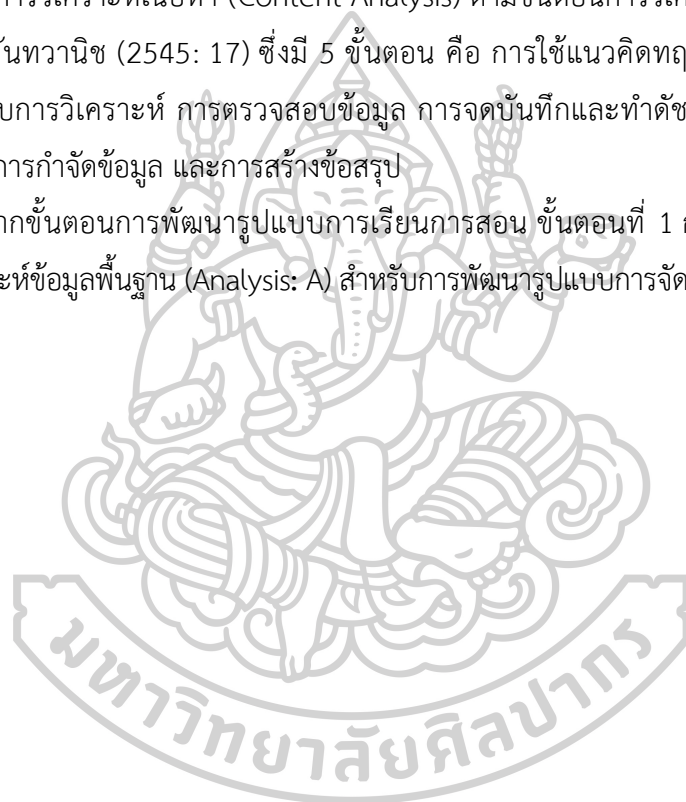 การวิเคราะห์เนื้อหา (Content Analysis) ตามขั้นตอนการวิเค
ันทวานิช (2545: 17) ซึ่งมี 5 ขั้นตอน คือ การใช้แนวคิดทฤ
บการวิเคราะห์ การตรวจสอบข้อมูล การจดบันทึกและทำดัช
การกำจัดข้อมูล และการสร้างข้อสรุป
ากขั้นตอนการพัฒนารูปแบบการเรียนการสอน ขั้นตอนที่ 1 ก
ะห์ข้อมูลพื้นฐาน (Analysis: A) สำหรับการพัฒนารูปแบบการจัด
มหาวิทยาลัยศิลปากร